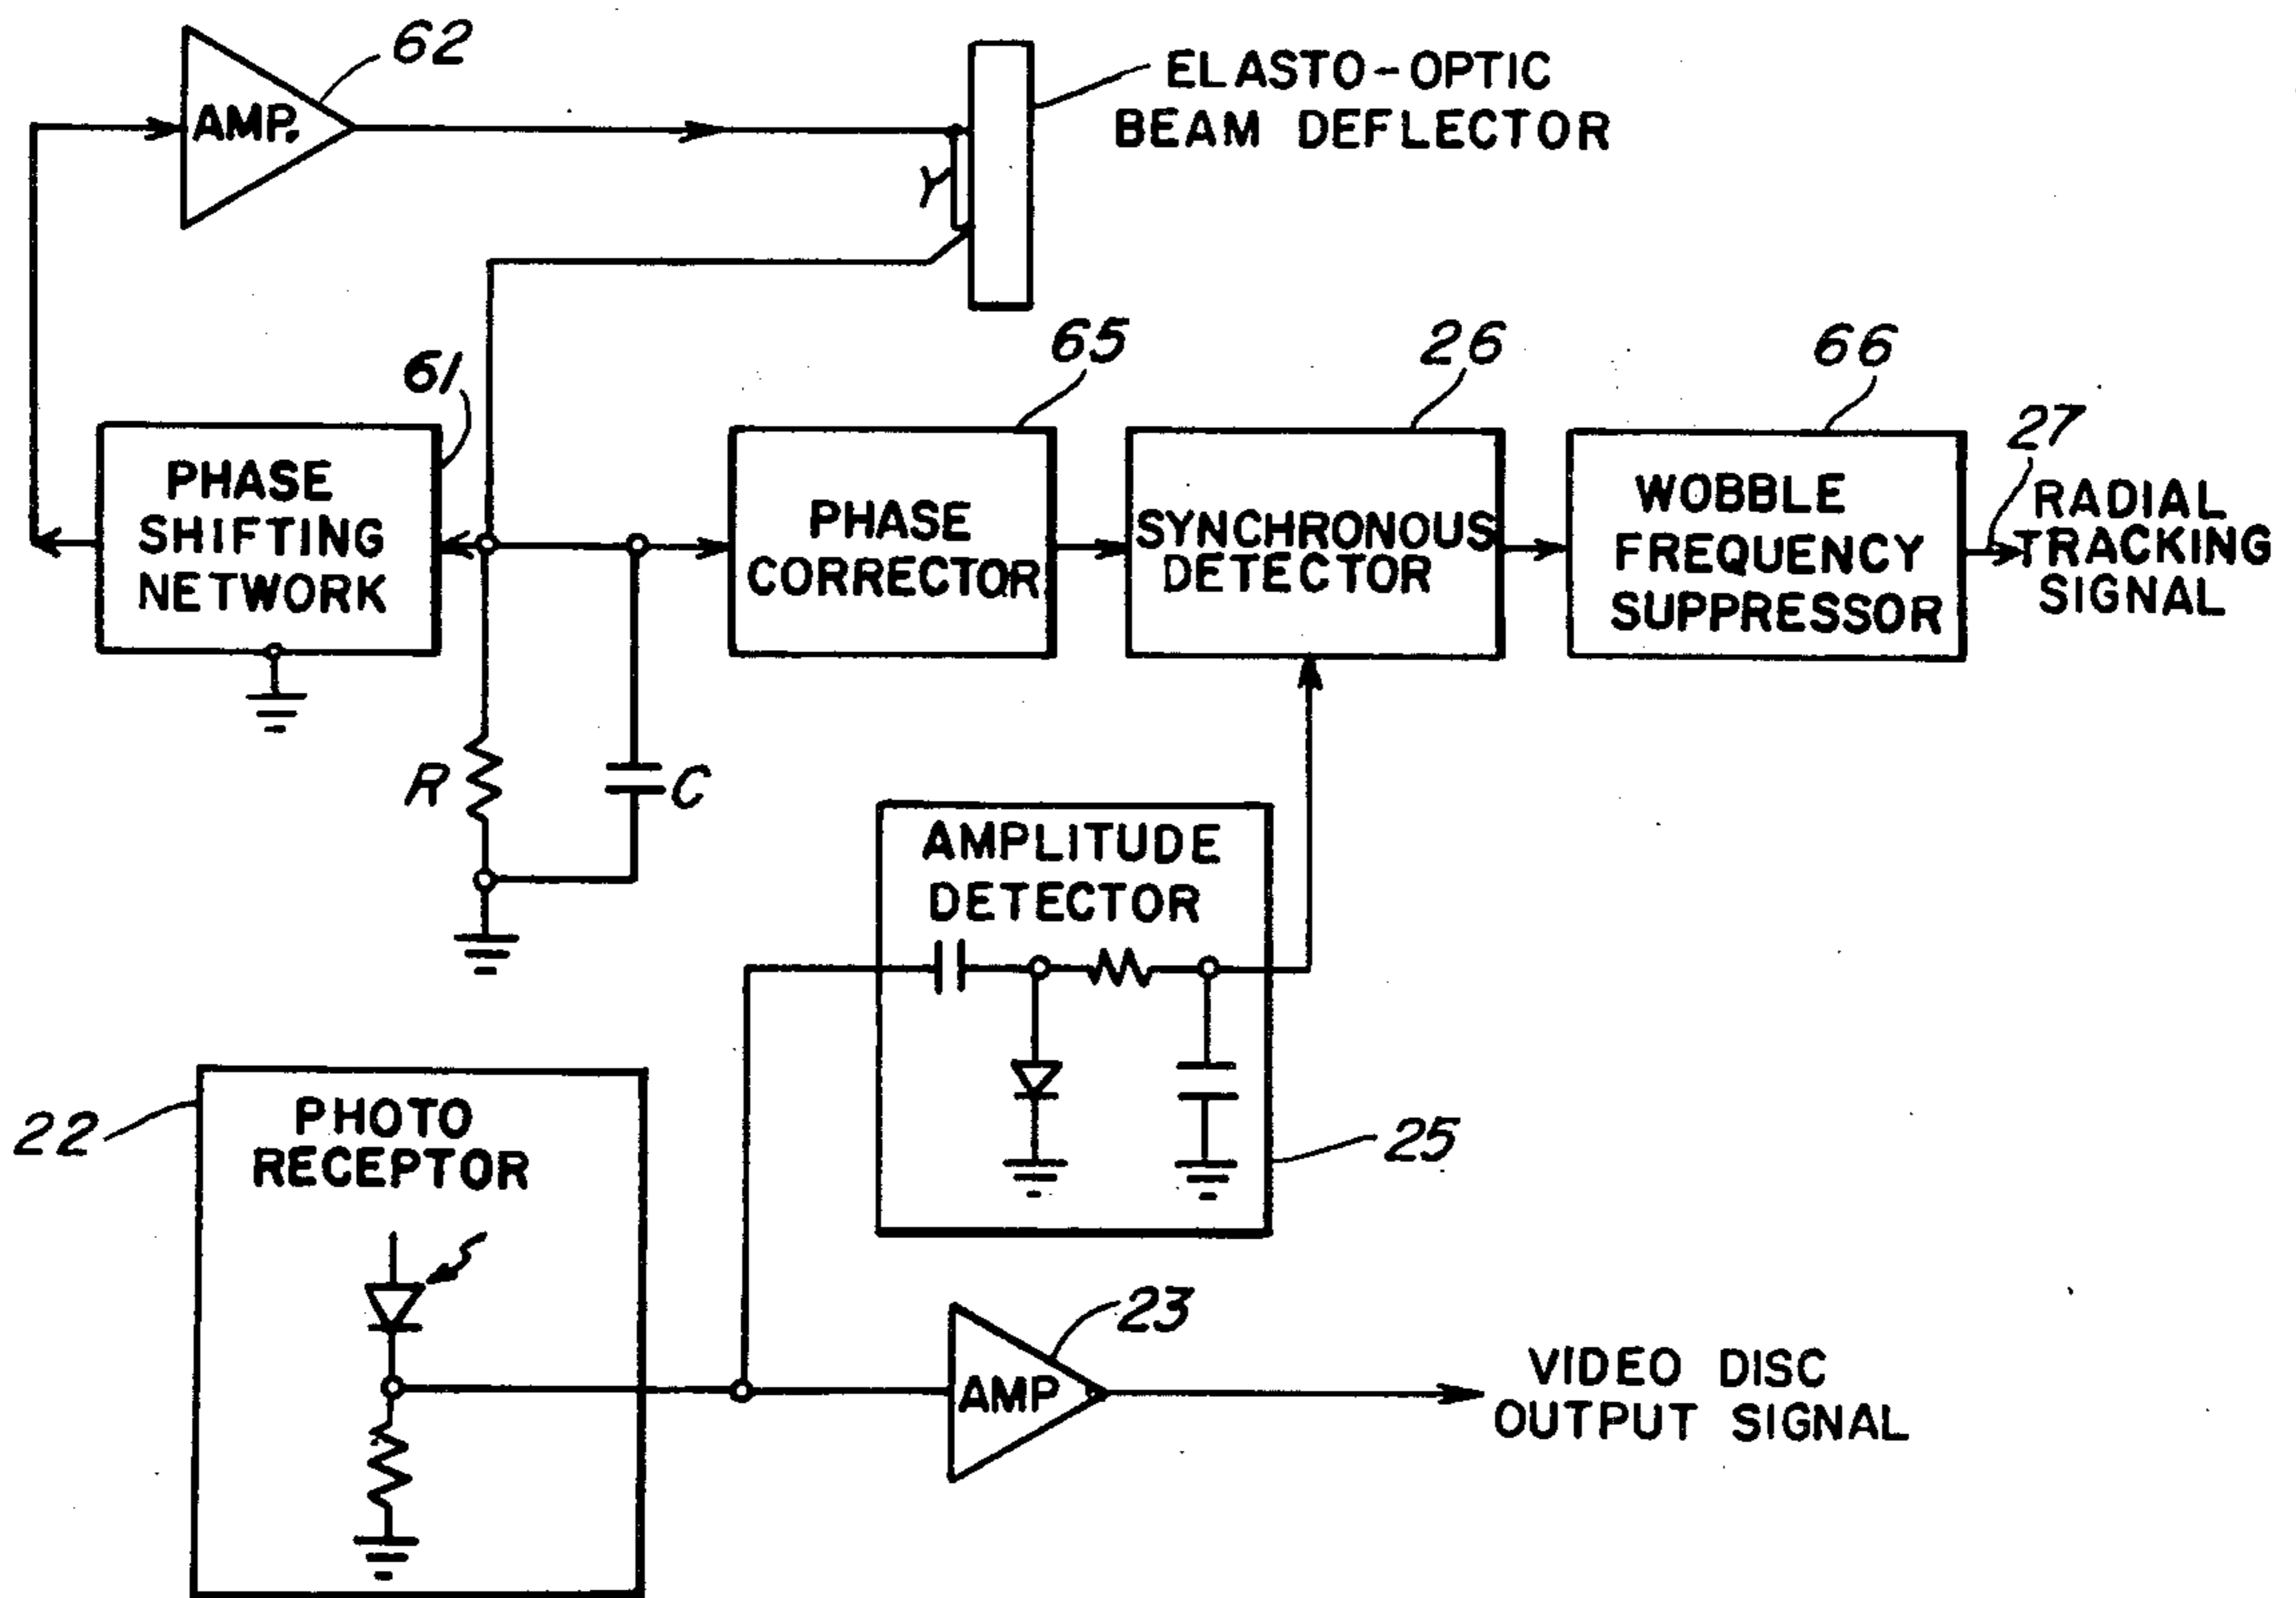 62
AMP.
ELASTO-OPTIC
BEAM DEFLECTOR
Y
61
65
26
66
27
PHASE
SHIFTING
NETWORK
PHASE
CORRECTOR
SYNCHRONOUS
DETECTOR
WOBBLE
FREQUENCY
SUPPRESSOR
RADIAL
TRACKING
SIGNAL
R
C
AMPLITUDE
DETECTOR
25
22
PHOTO
RECEPTOR
23
AMP
VIDEO DISC
OUTPUT SIGNAL